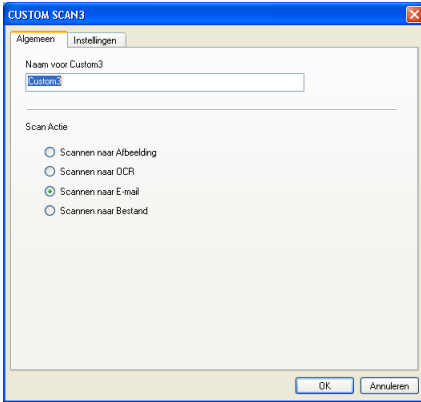 CUSTOM SCAN3
Algemeen Instellingen
Naam voor Custom3
Custom3
Scan Actie
Scannen naar Afbeelding
Scannen naar OCR
Scannen naar E-mail
Scannen naar Bestand
OK Annuleren